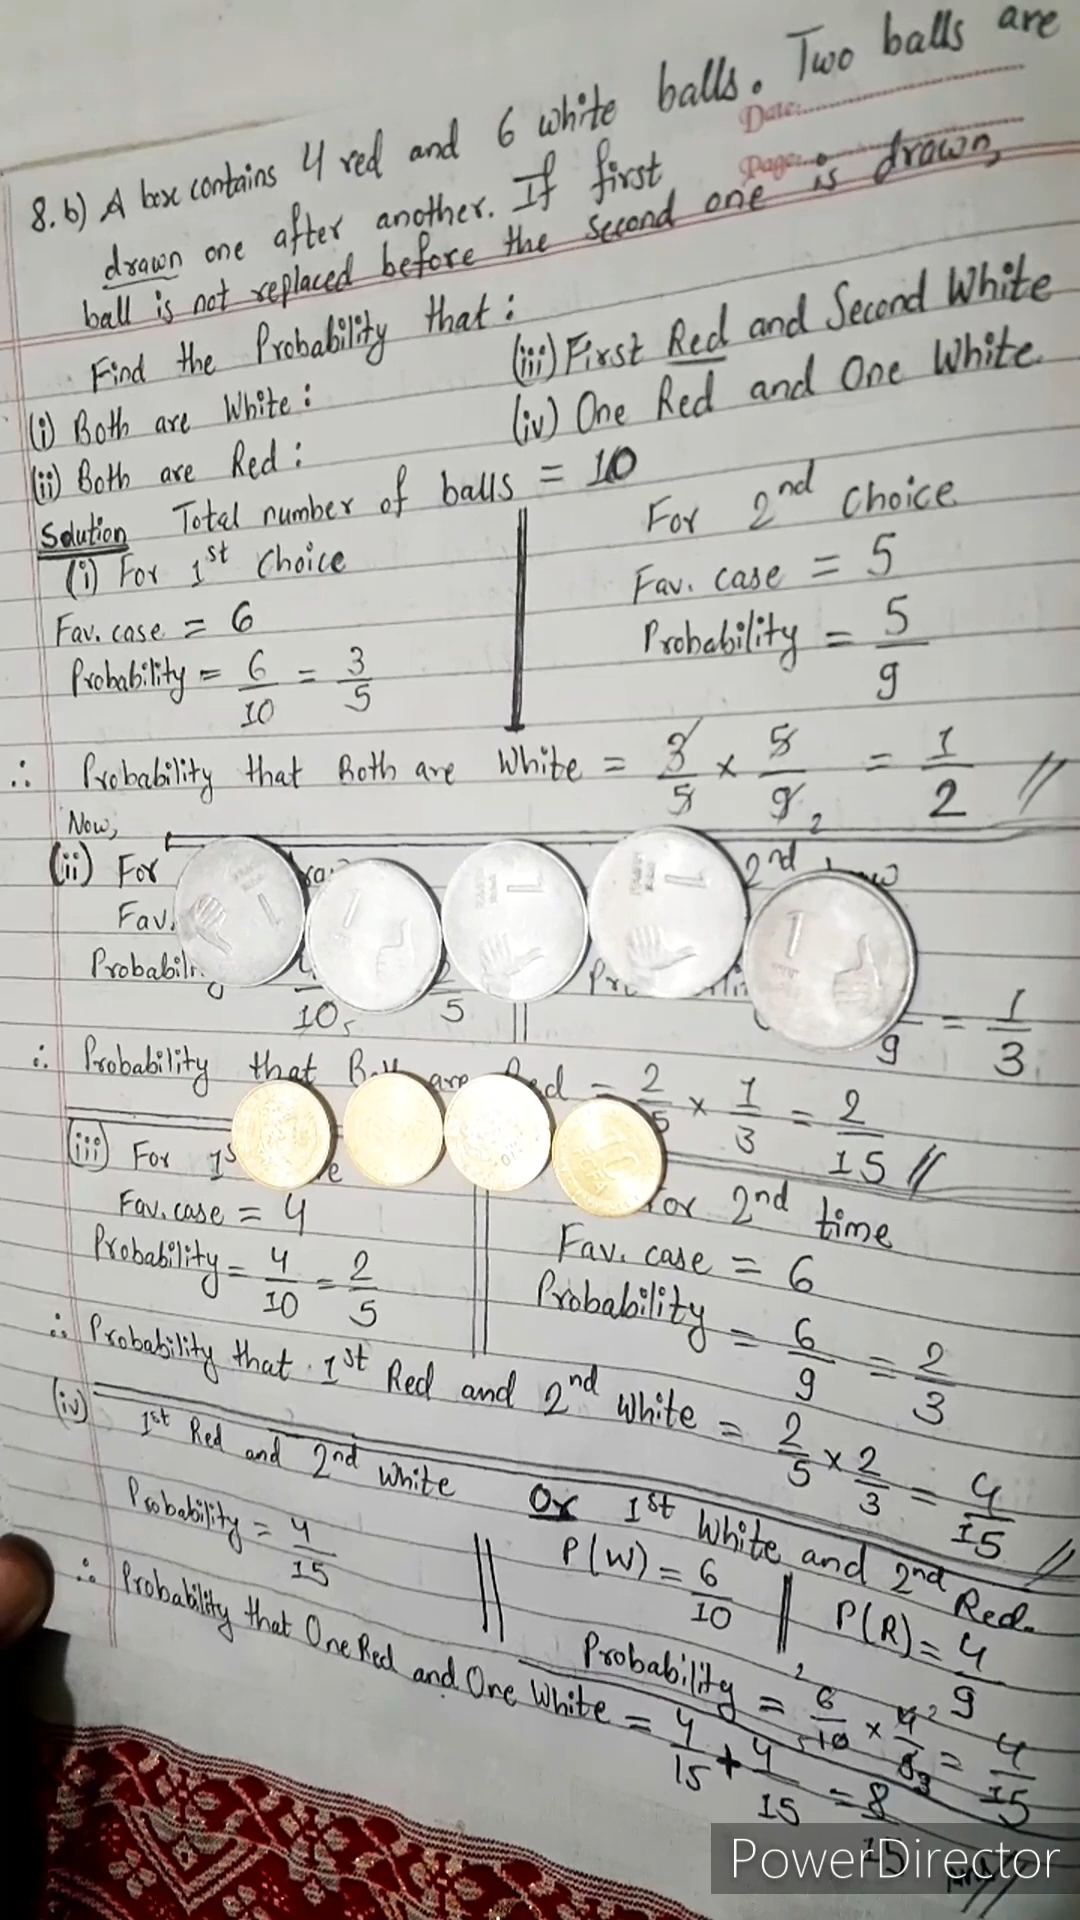 8.b) A box contains 4 red and 6 white balls. Two balls are
Date:
Page:
drawn one after another. If first
ball is not replaced before the second one is drawn,
Find the Probability that:
(i) Both are White:
(ii) Both are Red:
(iii) First Red and Second White
(iv) One Red and One White.
Solution Total number of balls = 10
(i) For 1st Choice
Fav. case = 6
Probability = 6/10 = 3/5
For 2nd Choice
Fav. case = 5
Probability = 5/9
∴ Probability that Both are White = 3/5 × 5/9 2 = 1/2 //
Now,
(ii) For
Fav.
10 5 5
2nd
9 = 1/3
∴ Probability that are = 2/5 × 1/3 = 2/15 //
(iii) For
Fav. case = 4
Probability = 4/10 = 2/5
2nd time
Fav. case = 6
Probability = 6/9 = 2/3
∴ Probability that 1st Red and 2nd White = 2/5 × 2/3 = 4/15 //
(iv) 1st Red and 2nd White Or 1st White and 2nd Red.
Probability = 4/15
P(W) = 6/10
P(R) = 4/9
Probability = 6/10 × 4/9 = 4/15
∴ Probability that One Red and One White = 4/15 + 4/15 = 8/15
PowerDirector